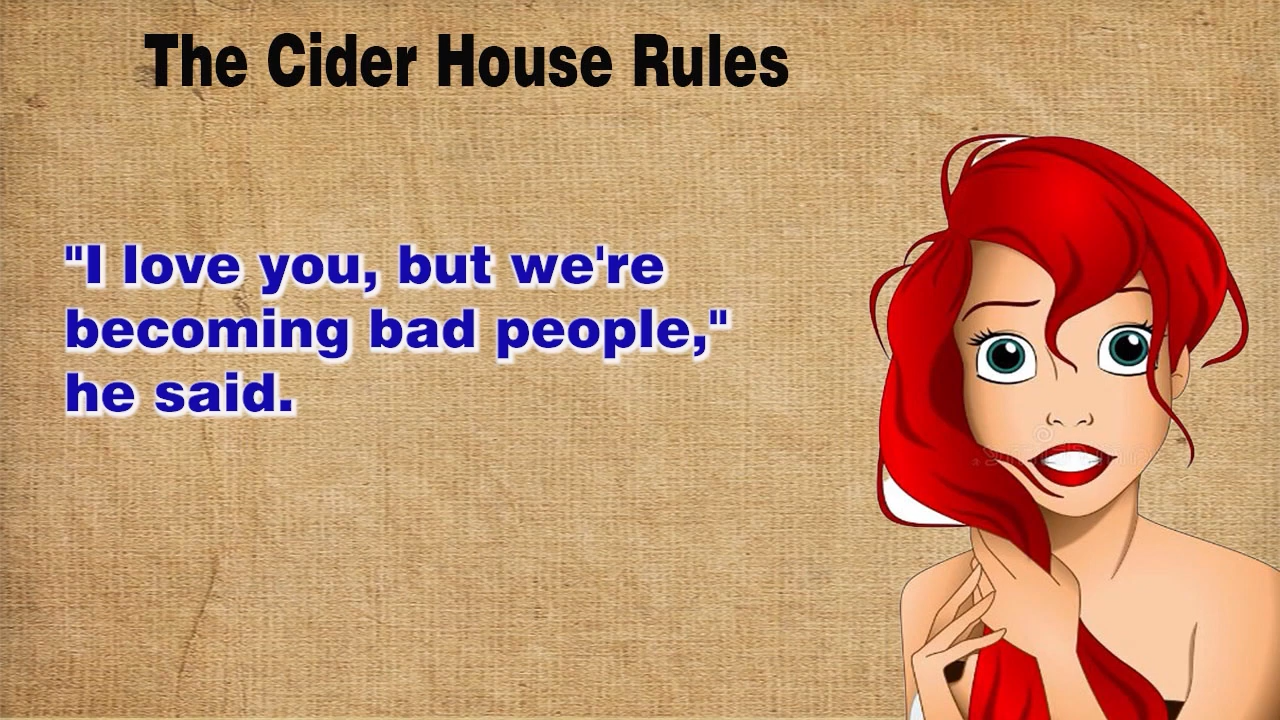 The Cider House Rules
"I love you, but we're
becoming bad people,"
he said.